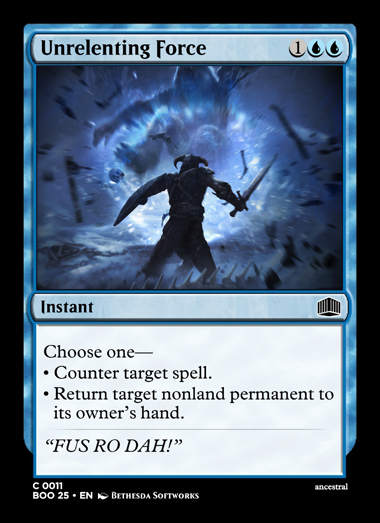 Unrelenting Force 1
Instant
Choose one—
• Counter target spell.
• Return target nonland permanent to
its owner's hand.
“FUS RO DAH!”
C 0011
BOO 25 • EN Bethesda Softworks
ancestral